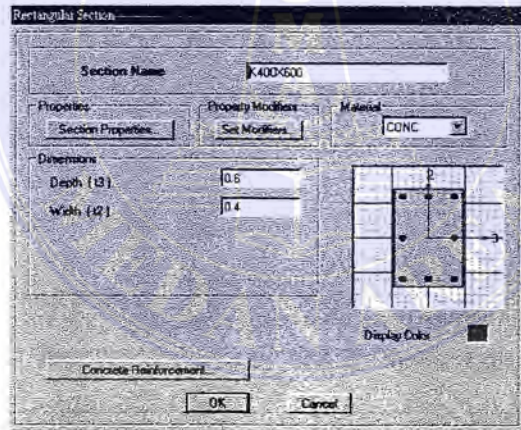 Rectangular Section
Section Name
K400X600
Properties
Property Modifiers
Material
Section Properties...
Set Modifiers...
CONC
Dimensions
Depth (t3)
0.6
Width (t2)
0.4
2
3
Display Color
Concrete Reinforcement...
OK
Cancel